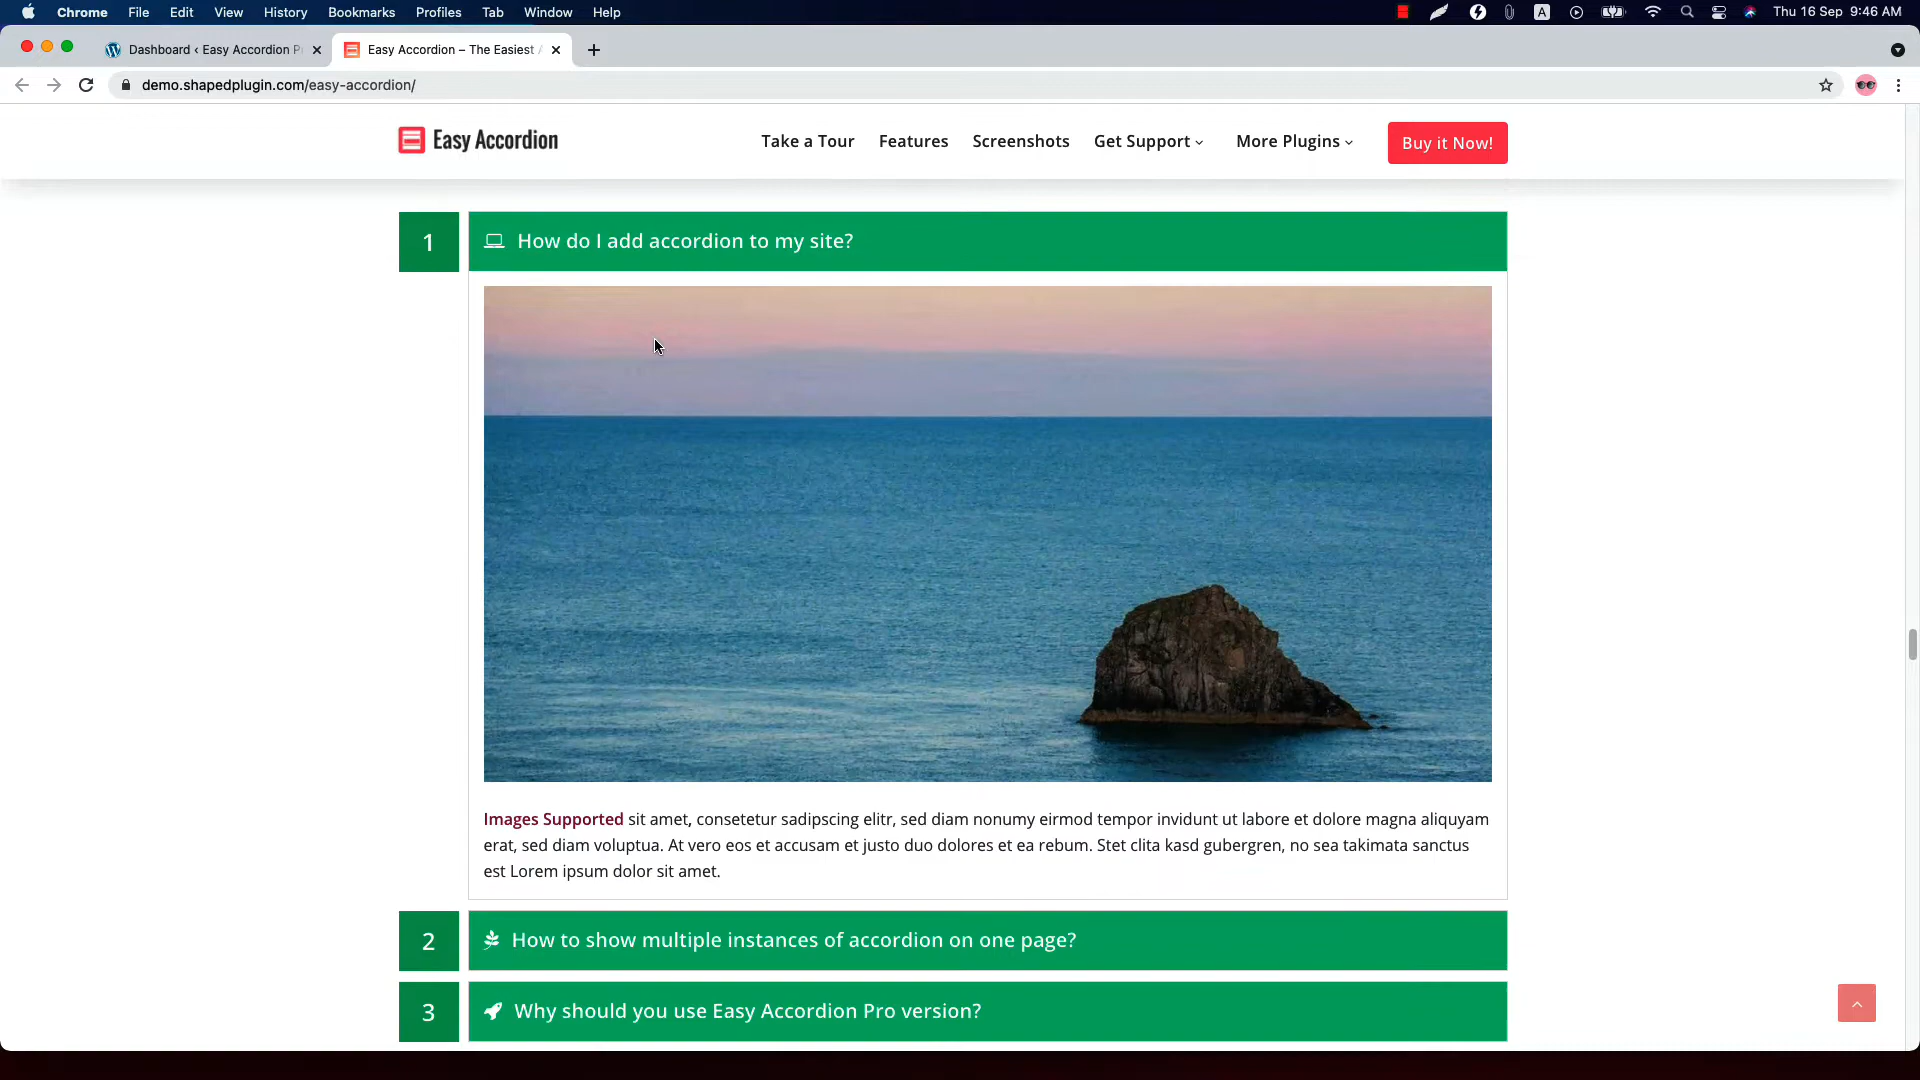 Chrome File Edit View History Bookmarks Profiles Tab Window Help
A
Thu 16 Sep 9:46 AM
Dashboard ‹ Easy Accordion P
Easy Accordion – The Easiest
demo.shapedplugin.com/easy-accordion/
Easy Accordion
Take a Tour Features Screenshots Get Support More Plugins Buy it Now!
1 How do I add accordion to my site?
Images Supported sit amet, consetetur sadipscing elitr, sed diam nonumy eirmod tempor invidunt ut labore et dolore magna aliquyam
erat, sed diam voluptua. At vero eos et accusam et justo duo dolores et ea rebum. Stet clita kasd gubergren, no sea takimata sanctus
est Lorem ipsum dolor sit amet.
2 How to show multiple instances of accordion on one page?
3 Why should you use Easy Accordion Pro version?